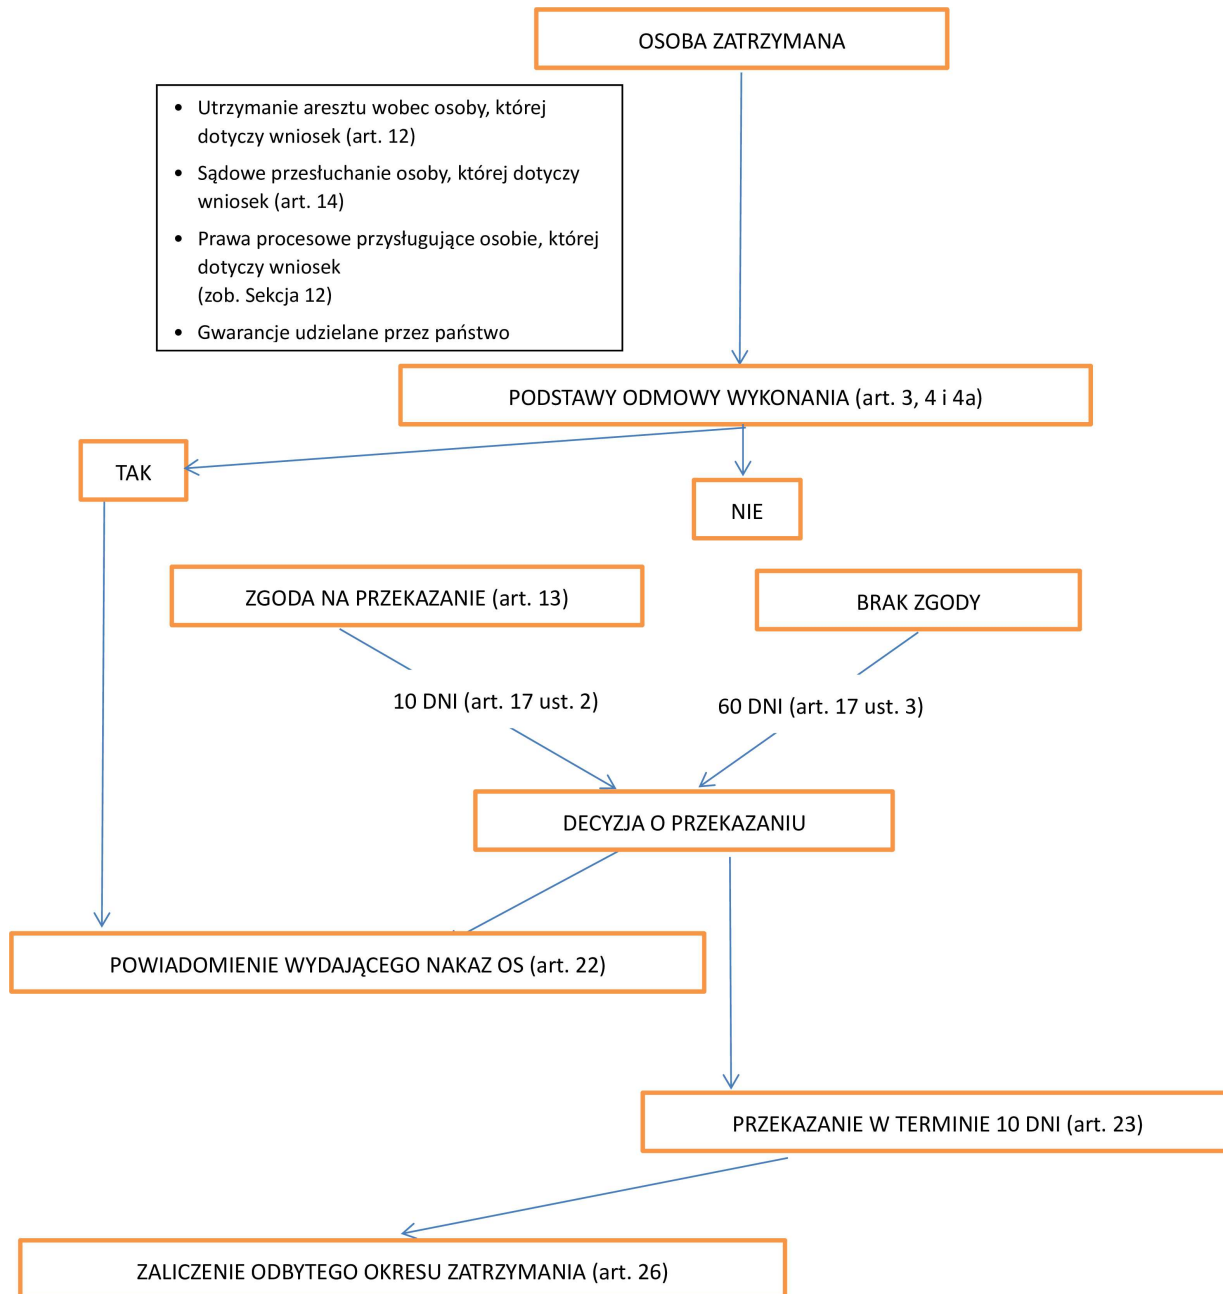 OSOBA ZATRZYMANA
• Utrzymanie aresztu wobec osoby, której
dotyczy wniosek (art. 12)
• Sądowe przesłuchanie osoby, której dotyczy
wniosek (art. 14)
• Prawa procesowe przysługujące osobie, której
dotyczy wniosek
(zob. Sekcja 12)
• Gwarancje udzielane przez państwo
PODSTAWY ODMOWY WYKONANIA (art. 3, 4 i 4a)
TAK
NIE
ZGODA NA PRZEKAZANIE (art. 13)
BRAK ZGODY
10 DNI (art. 17 ust. 2)
60 DNI (art. 17 ust. 3)
DECYZJA O PRZEKAZANIU
POWIADOMIENIE WYDAJĄCEGO NAKAZ OS (art. 22)
PRZEKAZANIE W TERMINIE 10 DNI (art. 23)
ZALICZENIE ODBYTEGO OKRESU ZATRZYMANIA (art. 26)